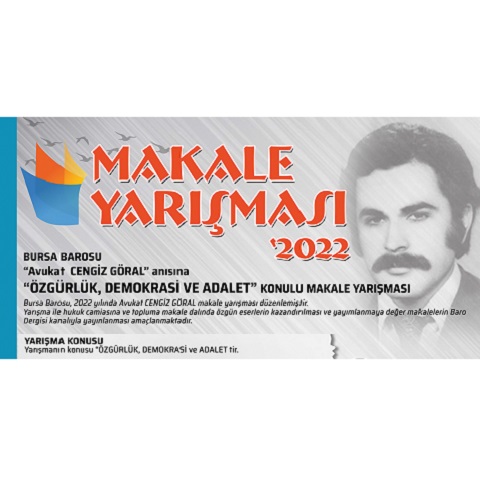 MAKALE
YARIŞMASI
'2022
BURSA BAROSU
"Avukat CENGİZ GÖRAL" anısına
"ÖZGÜRLÜK, DEMOKRASİ VE ADALET" KONULU MAKALE YARIŞMASI
Bursa Barosu, 2022 yılında Avukat CENGİZ GÖRAL makale yarışması düzenlemiştir.
Yarışma ile hukuk camiasına ve topluma makale dalında özgün eserlerin kazandırılması ve yayımlanmaya değer makalelerin Baro
Dergisi kanalıyla yayınlanması amaçlanmaktadır.
YARIŞMA KONUSU
Yarışmanın konusu "ÖZGÜRLÜK, DEMOKRA'Sİ ve ADALET tir.